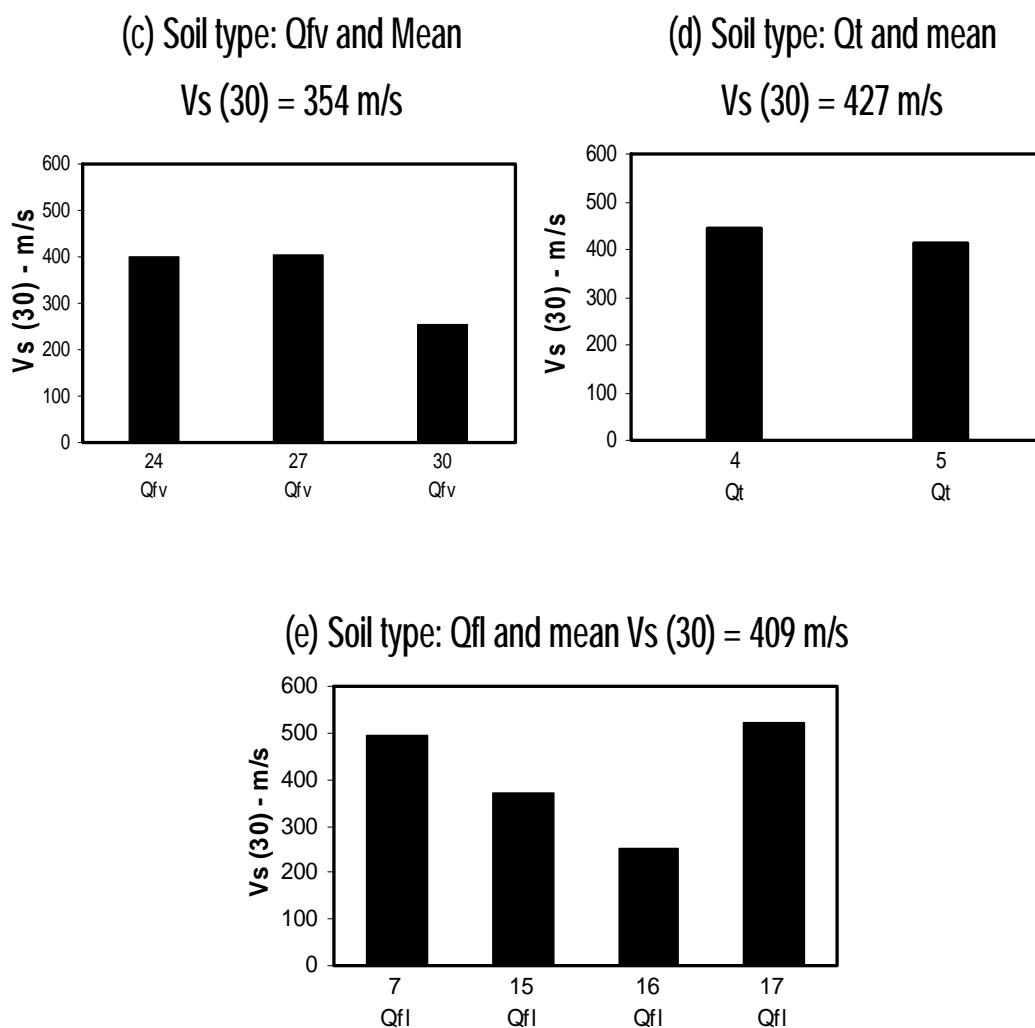 (c) Soil type: Qfv and Mean
Vs (30) = 354 m/s
600
500
400
300
200
100
0
Vs (30) - m/s
24
27
30
Qfv
Qfv
Qfv
(d) Soil type: Qt and mean
Vs (30) = 427 m/s
600
500
400
300
200
100
0
Vs (30) - m/s
4
5
Qt
Qt
(e) Soil type: Qfl and mean Vs (30) = 409 m/s
600
500
400
300
200
100
0
Vs (30) - m/s
7
15
16
17
Qfl
Qfl
Qfl
Qfl